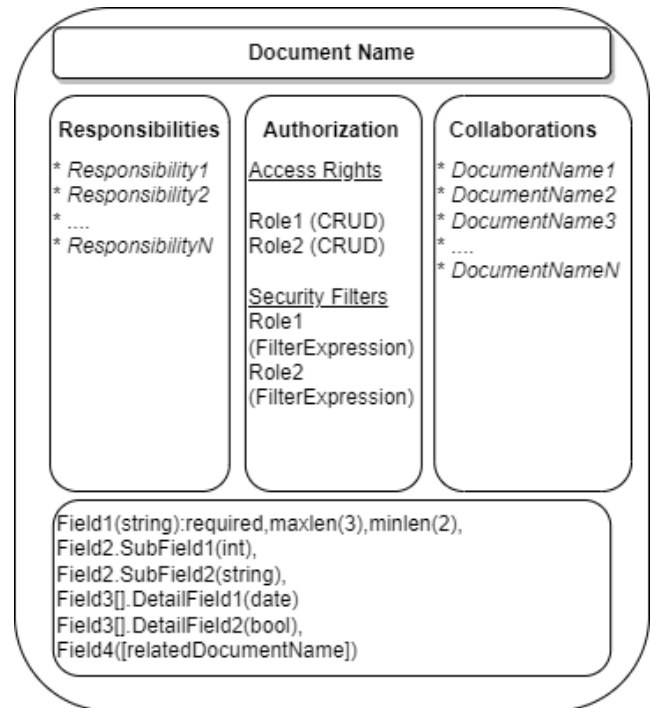 Document Name
Responsibilities
* Responsibility1
* Responsibility2
* ....
* ResponsibilityN
Authorization
Access Rights
Role1 (CRUD)
Role2 (CRUD)
Security Filters
Role1
(FilterExpression)
Role2
(FilterExpression)
Collaborations
* DocumentName1
* DocumentName2
* DocumentName3
* ....
* DocumentNameN
Field1(string):required,maxlen(3),minlen(2),
Field2.SubField1(int),
Field2.SubField2(string),
Field3[].DetailField1(date)
Field3[].DetailField2(bool),
Field4([relatedDocumentName])